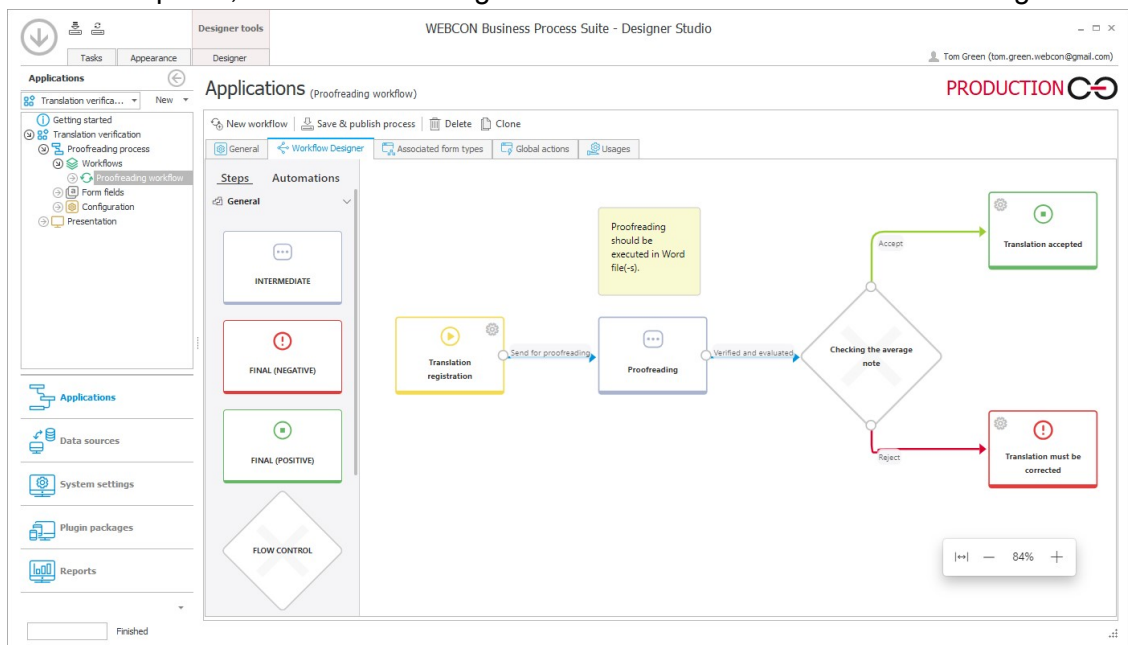 WEBCON Business Process Suite - Designer Studio
Designer tools
Tasks
Appearance
Designer
Tom Green (tom.green.webcon@gmail.com)
Applications
Translation verifica...
New
Getting started
Translation verification
Proofreading process
Workflows
Proofreading workflow
Form fields
Configuration
Presentation
Applications
Data sources
System settings
Plugin packages
Reports
Finished
Applications (Proofreading workflow)
PRODUCTION
New workflow
Save & publish process
Delete
Clone
General
Workflow Designer
Associated form types
Global actions
Usages
Steps
Automations
General
INTERMEDIATE
FINAL (NEGATIVE)
FINAL (POSITIVE)
FLOW CONTROL
Proofreading
should be
executed in Word
file(-s).
Translation
registration
Send for proofreading
Proofreading
Verified and evaluated
Checking the average
note
Accept
Translation accepted
Reject
Translation must be
corrected
84%